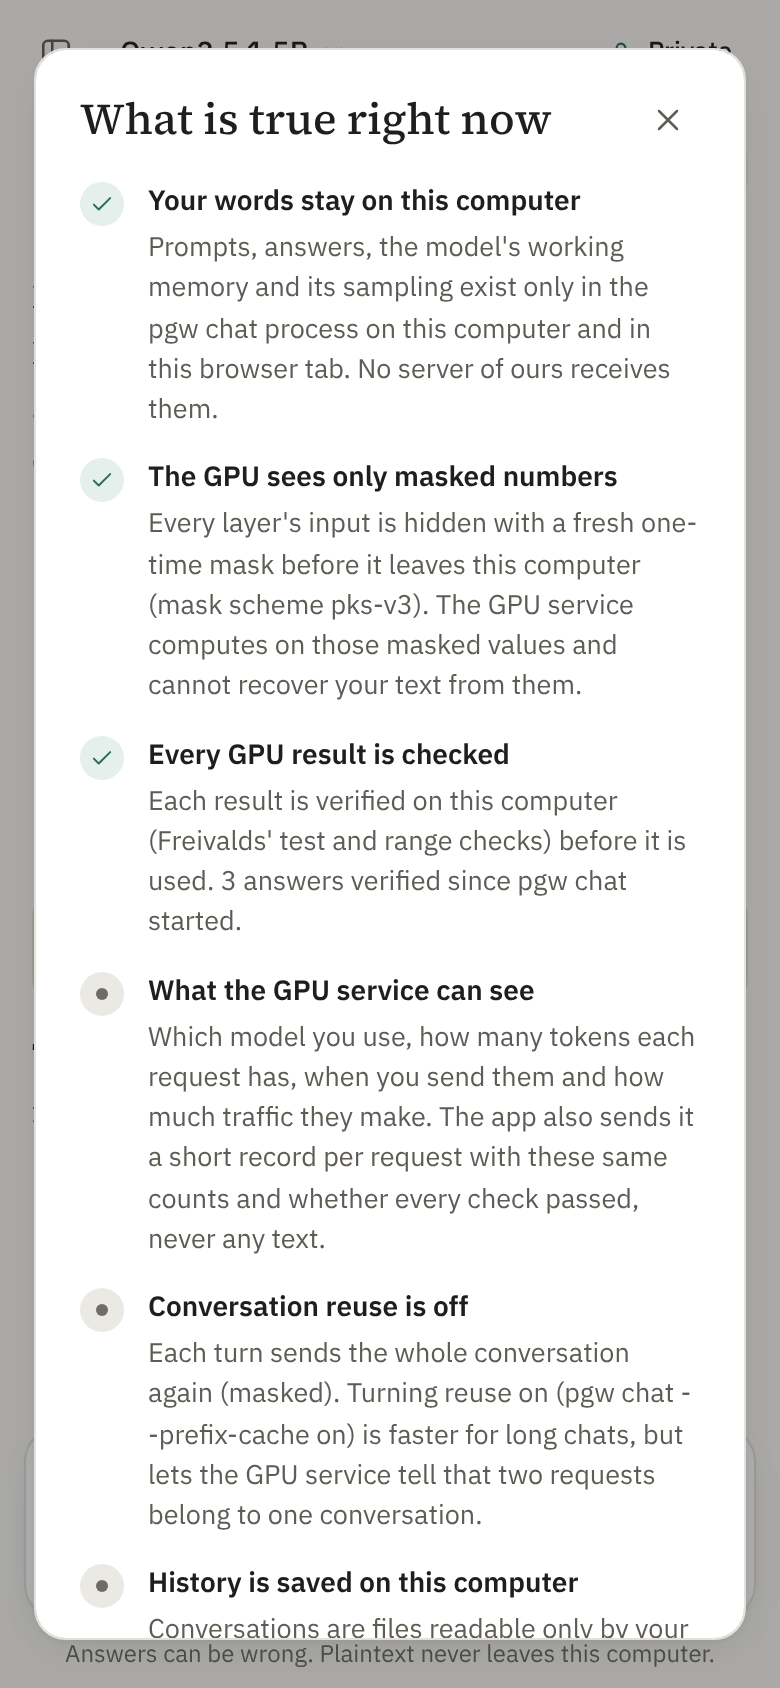 Private
What is true right now
Your words stay on this computer
Prompts, answers, the model's working
memory and its sampling exist only in the
pgw chat process on this computer and in
this browser tab. No server of ours receives
them.
The GPU sees only masked numbers
Every layer's input is hidden with a fresh one-
time mask before it leaves this computer
(mask scheme pks-v3). The GPU service
computes on those masked values and
cannot recover your text from them.
Every GPU result is checked
Each result is verified on this computer
(Freivalds' test and range checks) before it is
used. 3 answers verified since pgw chat
started.
What the GPU service can see
Which model you use, how many tokens each
request has, when you send them and how
much traffic they make. The app also sends it
a short record per request with these same
counts and whether every check passed,
never any text.
Conversation reuse is off
Each turn sends the whole conversation
again (masked). Turning reuse on (pgw chat -
-prefix-cache on) is faster for long chats, but
lets the GPU service tell that two requests
belong to one conversation.
History is saved on this computer
Conversations are files readable only by your
Answers can be wrong. Plaintext never leaves this computer.